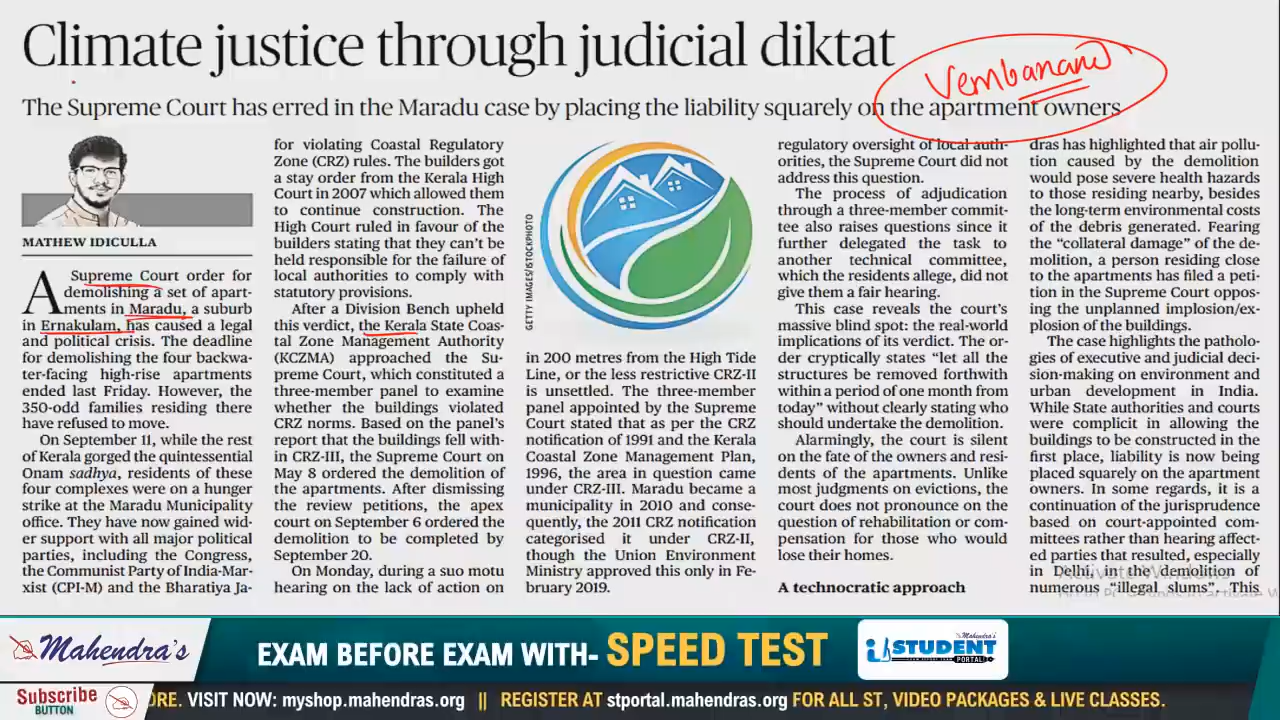 Climate justice through judicial diktat
Vembanand
The Supreme Court has erred in the Maradu case by placing the liability squarely on the apartment owners
MATHEW IDICULLA
A Supreme Court order for
demolishing a set of apart-
ments in Maradu, a suburb
in Ernakulam, has caused a legal
and political crisis. The deadline
for demolishing the four backwa-
ter-facing high-rise apartments
ended last Friday. However, the
350-odd families residing there
have refused to move.
On September 11, while the rest
of Kerala gorged the quintessential
Onam sadhya, residents of these
four complexes were on a hunger
strike at the Maradu Municipality
office. They have now gained wid-
er support with all major political
parties, including the Congress,
the Communist Party of India-Mar-
xist (CPI-M) and the Bharatiya Ja-
for violating Coastal Regulatory
Zone (CRZ) rules. The builders got
a stay order from the Kerala High
Court in 2007 which allowed them
to continue construction. The
High Court ruled in favour of the
builders stating that they can't be
held responsible for the failure of
local authorities to comply with
statutory provisions.
After a Division Bench upheld
this verdict, the Kerala State Coas-
tal Zone Management Authority
(KCZMA) approached the Su-
preme Court, which constituted a
three-member panel to examine
whether the buildings violated
CRZ norms. Based on the panel's
report that the buildings fell with-
in CRZ-III, the Supreme Court on
May 8 ordered the demolition of
the apartments. After dismissing
the review petitions, the apex
court on September 6 ordered the
demolition to be completed by
September 20.
On Monday, during a suo motu
hearing on the lack of action on
GETTY IMAGES/ISTOCKPHOTO
in 200 metres from the High Tide
Line, or the less restrictive CRZ-II
is unsettled. The three-member
panel appointed by the Supreme
Court stated that as per the CRZ
notification of 1991 and the Kerala
Coastal Zone Management Plan,
1996, the area in question came
under CRZ-III. Maradu became a
municipality in 2010 and conse-
quently, the 2011 CRZ notification
categorised it under CRZ-II,
though the Union Environment
Ministry approved this only in Fe-
bruary 2019.
regulatory oversight of local auth-
orities, the Supreme Court did not
address this question.
The process of adjudication
through a three-member commit-
tee also raises questions since it
further delegated the task to
another technical committee,
which the residents allege, did not
give them a fair hearing.
This case reveals the court's
massive blind spot: the real-world
implications of its verdict. The or-
der cryptically states "let all the
structures be removed forthwith
within a period of one month from
today" without clearly stating who
should undertake the demolition.
Alarmingly, the court is silent
on the fate of the owners and resi-
dents of the apartments. Unlike
most judgments on evictions, the
court does not pronounce on the
question of rehabilitation or com-
pensation for those who would
lose their homes.
A technocratic approach
dras has highlighted that air pollu-
tion caused by the demolition
would pose severe health hazards
to those residing nearby, besides
the long-term environmental costs
of the debris generated. Fearing
the "collateral damage" of the de-
molition, a person residing close
to the apartments has filed a peti-
tion in the Supreme Court oppos-
ing the unplanned implosion/ex-
plosion of the buildings.
The case highlights the patholo-
gies of executive and judicial deci-
sion-making on environment and
urban development in India.
While State authorities and courts
were complicit in allowing the
buildings to be constructed in the
first place, liability is now being
placed squarely on the apartment
owners. In some regards, it is a
continuation of the jurisprudence
based on court-appointed com-
mittees rather than hearing affect-
ed parties that resulted, especially
in Delhi, in the demolition of
numerous "illegal slums". This
Activate Windows
Mahendra's
EXAM BEFORE EXAM WITH- SPEED TEST
Mahendra's
STUDENT
PORTAL
Subscribe
BUTTON
ORE. VISIT NOW: myshop.mahendras.org || REGISTER AT stportal.mahendras.org FOR ALL ST, VIDEO PACKAGES & LIVE CLASSES.